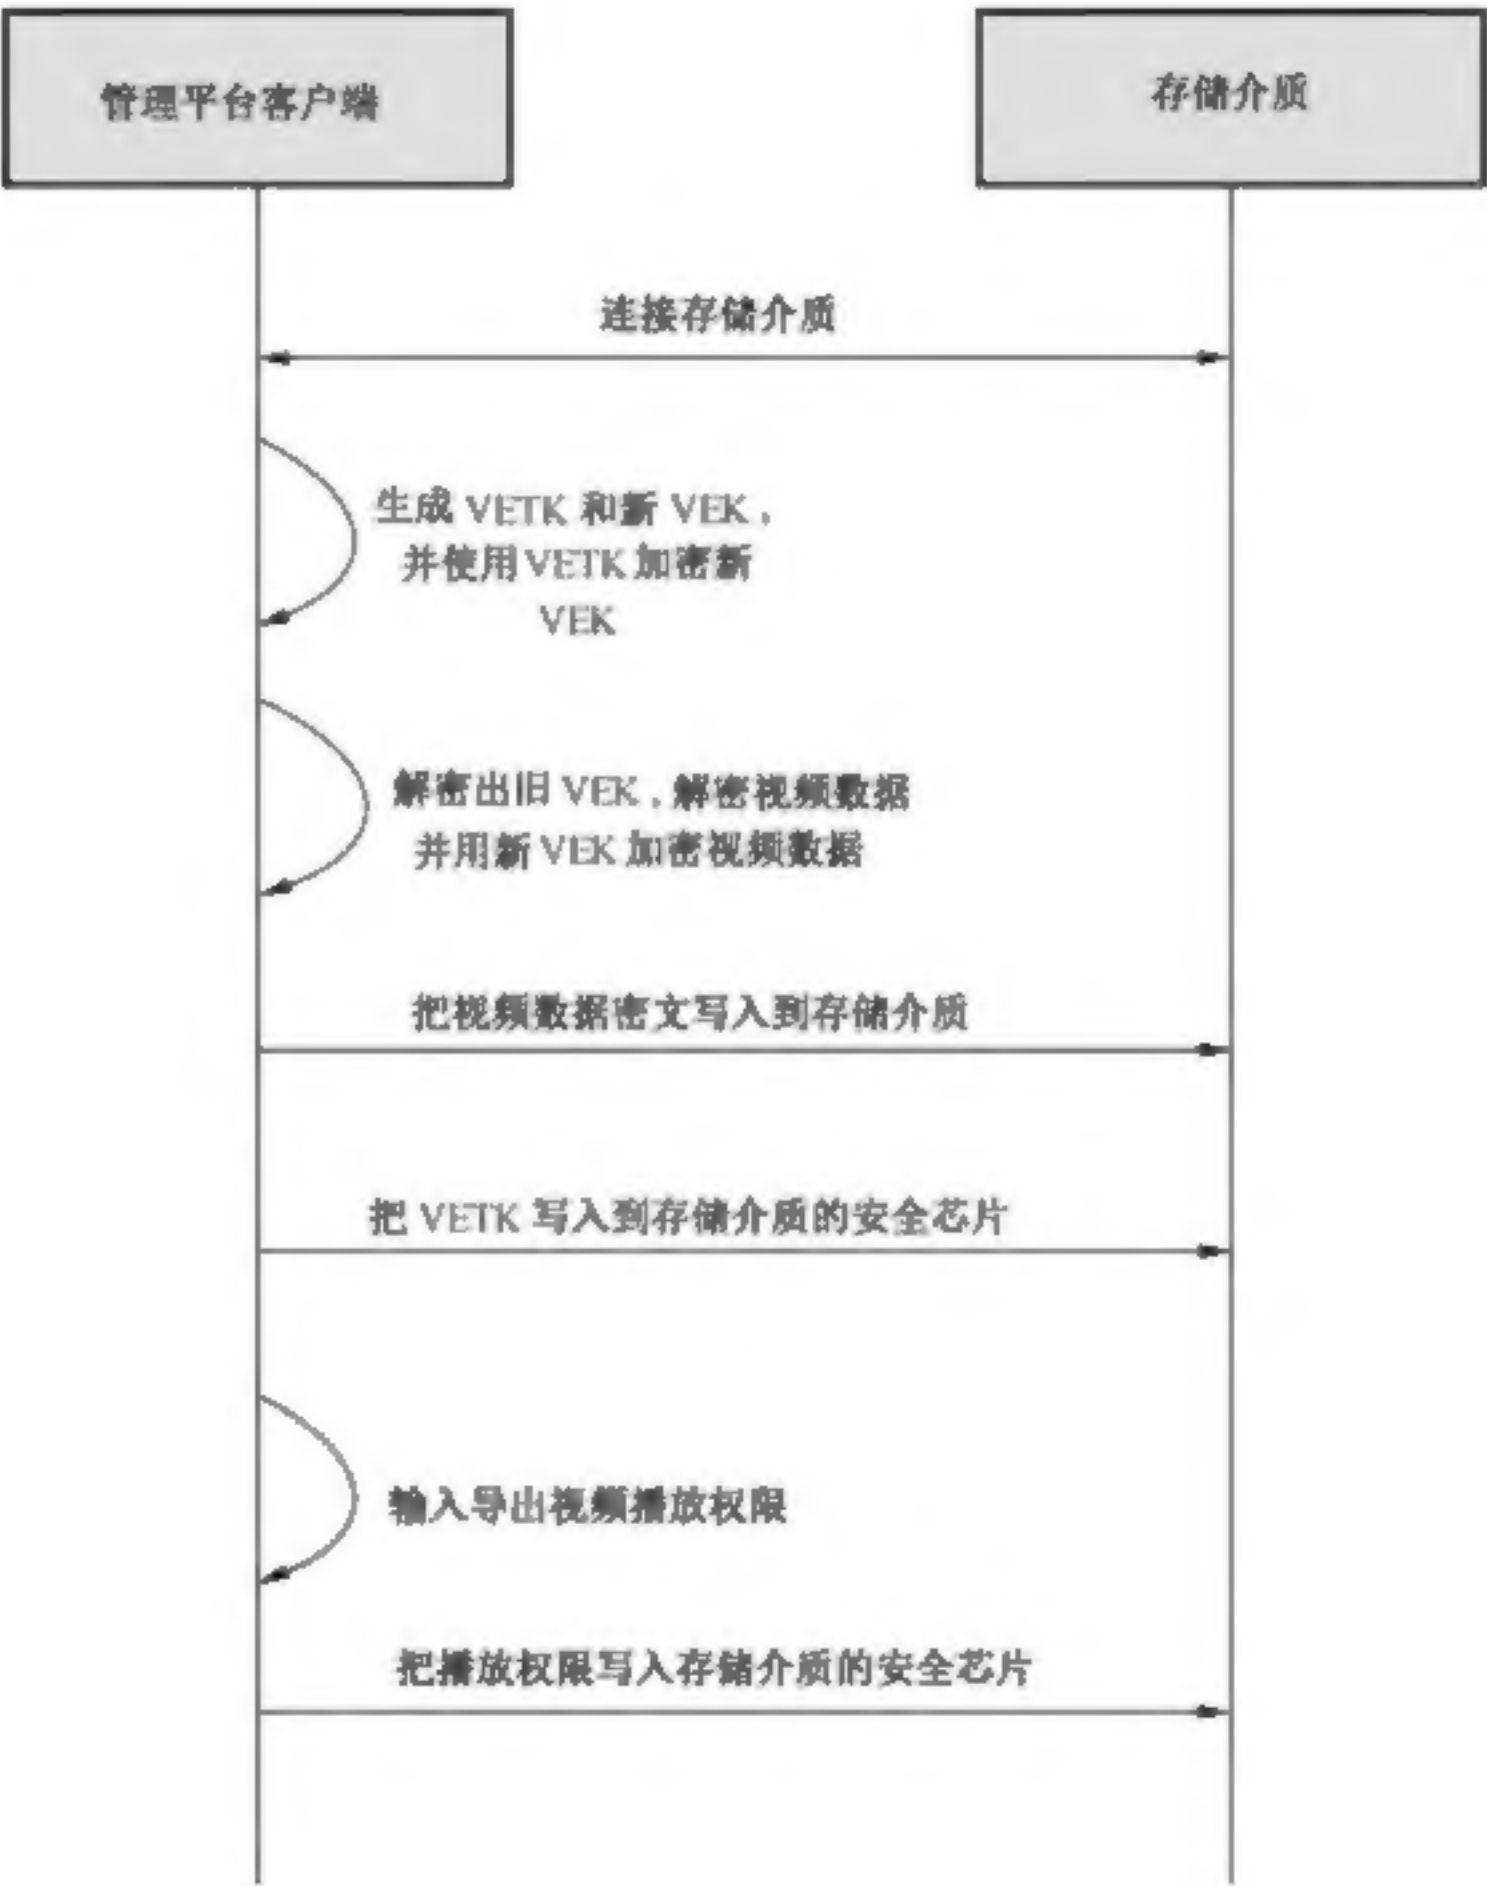 管理平台客户端
存储介质
连接存储介质
生成 VETK 和新 VEK，
并使用 VETK 加密新
VEK
解密出旧 VEK，解密视频数据
并用新 VEK 加密视频数据
把视频数据密文写入到存储介质
把 VETK 写入到存储介质的安全芯片
输入导出视频播放权限
把播放权限写入存储介质的安全芯片